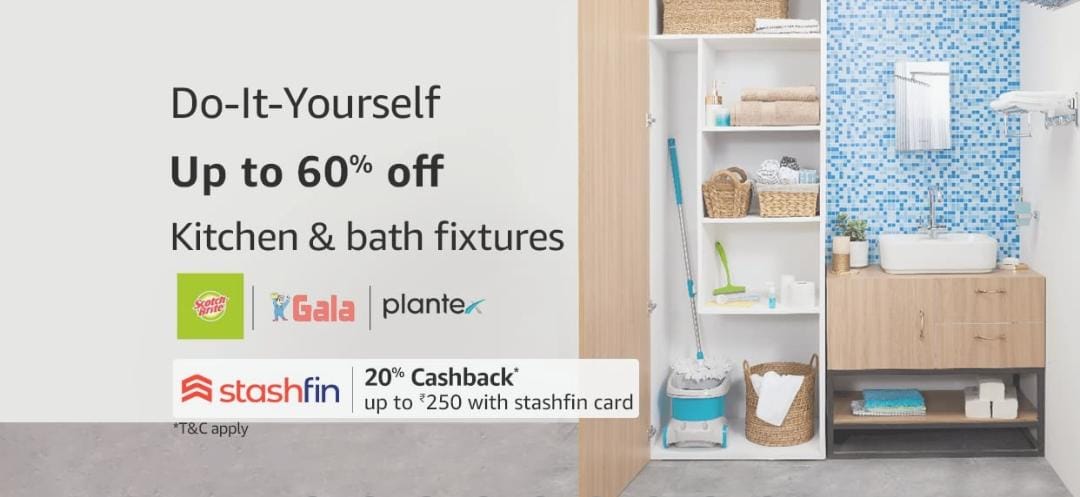 Do-It-Yourself
Up to 60% off
Kitchen & bath fixtures
Scotch
Brite
Gala
plantex
stashfin
20% Cashback*
up to ₹250 with stashfin card
*T&C apply